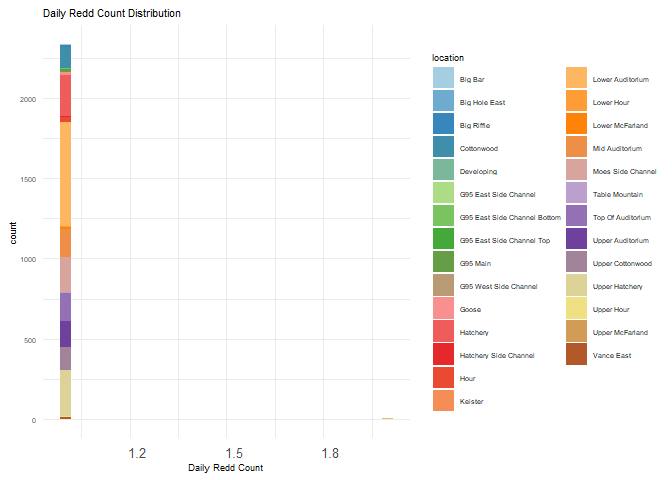 Daily Redd Count Distribution
count
2000
1500
1000
500
0
1.2
1.5
1.8
Daily Redd Count
location
Big Bar
Big Hole East
Big Riffle
Cottonwood
Developing
G95 East Side Channel
G95 East Side Channel Bottom
G95 East Side Channel Top
G95 Main
G95 West Side Channel
Goose
Hatchery
Hatchery Side Channel
Hour
Keister
Lower Auditorium
Lower Hour
Lower McFarland
Mid Auditorium
Moes Side Channel
Table Mountain
Top Of Auditorium
Upper Auditorium
Upper Cottonwood
Upper Hatchery
Upper Hour
Upper McFarland
Vance East